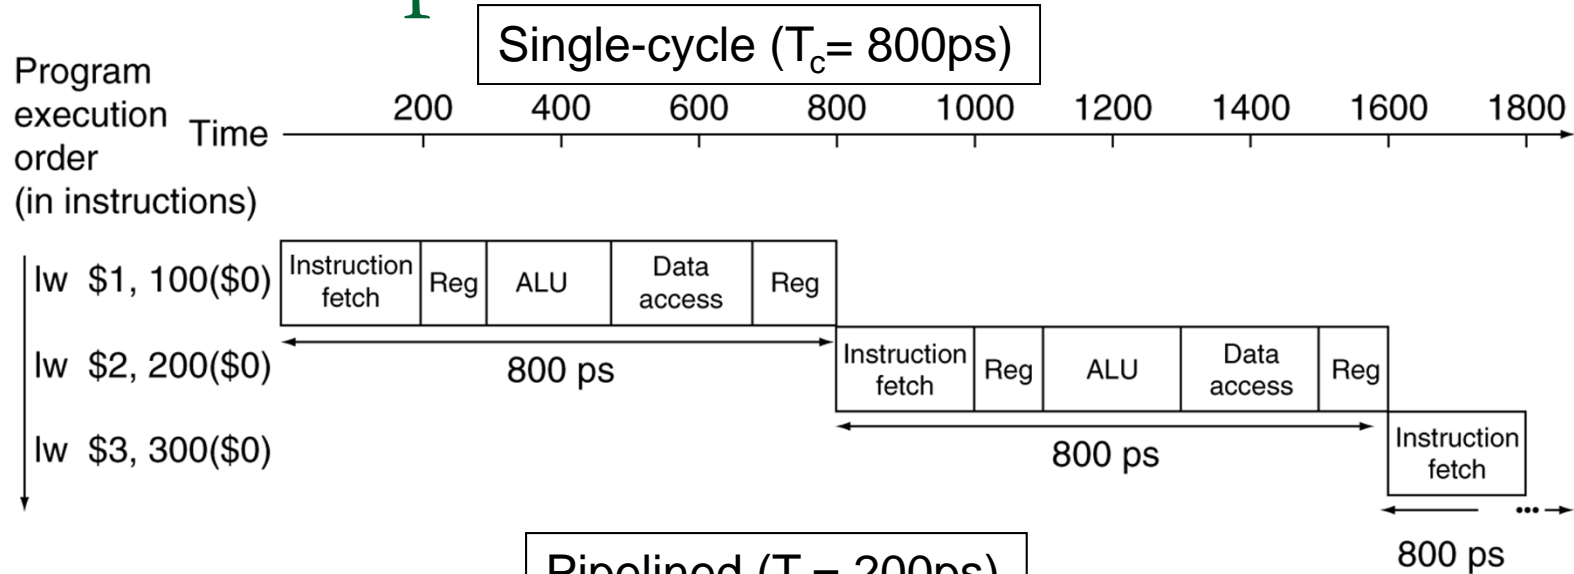 Single-cycle (Tc= 800ps)
Program
execution
order
(in instructions)
Time
200 400 600 800 1000 1200 1400 1600 1800
lw $1, 100($0)
Instruction
fetch
Reg
ALU
Data
access
Reg
800 ps
lw $2, 200($0)
Instruction
fetch
Reg
ALU
Data
access
Reg
800 ps
lw $3, 300($0)
Instruction
fetch
...
800 ps
Pipelined (T = 200ps)